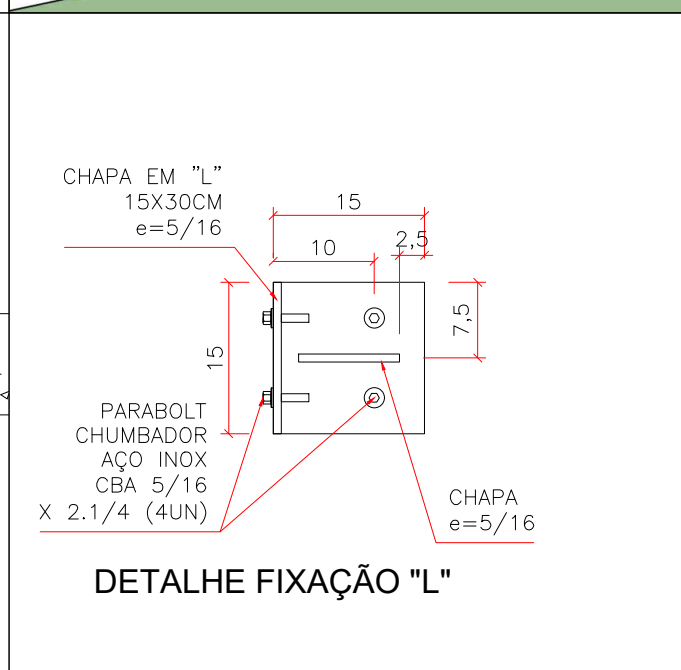 CHAPA EM "L"
15X30CM
e=5/16
15
10
2,5
7,5
15
PARABOLT
CHUMBADOR
AÇO INOX
CBA 5/16
X 2.1/4 (4UN)
CHAPA
e=5/16
DETALHE FIXAÇÃO "L"